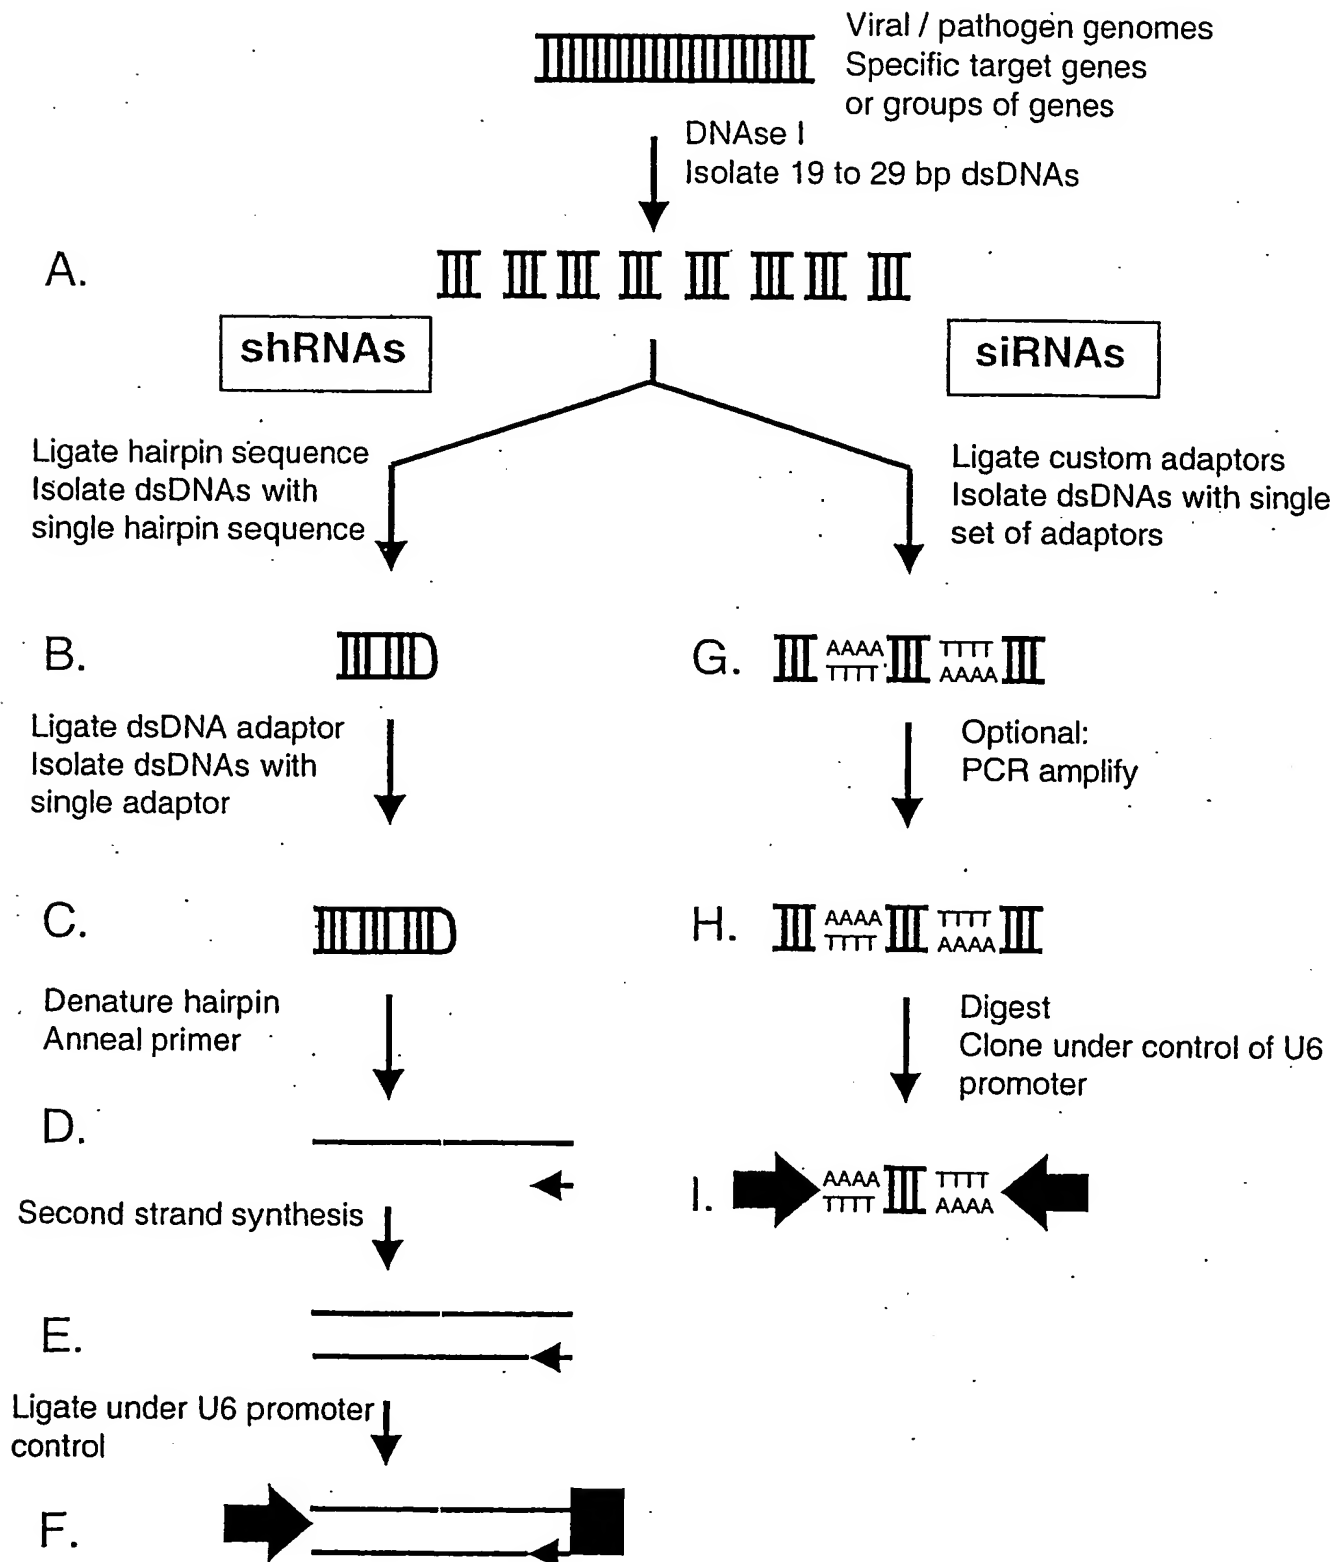 Viral / pathogen genomes
Specific target genes
or groups of genes
DNAse I
Isolate 19 to 29 bp dsDNAs
A.
shRNAs
siRNAs
Ligate hairpin sequence
Isolate dsDNAs with
single hairpin sequence
Ligate custom adaptors
Isolate dsDNAs with single
set of adaptors
B.
G.
AAAA
TTTT
TTTT
AAAA
Ligate dsDNA adaptor
Isolate dsDNAs with
single adaptor
Optional:
PCR amplify
C.
H.
AAAA
TTTT
TTTT
AAAA
Denature hairpin
Anneal primer
Digest
Clone under control of U6
promoter
D.
I.
AAAA
TTTT
TTTT
AAAA
Second strand synthesis
E.
Ligate under U6 promoter
control
F.